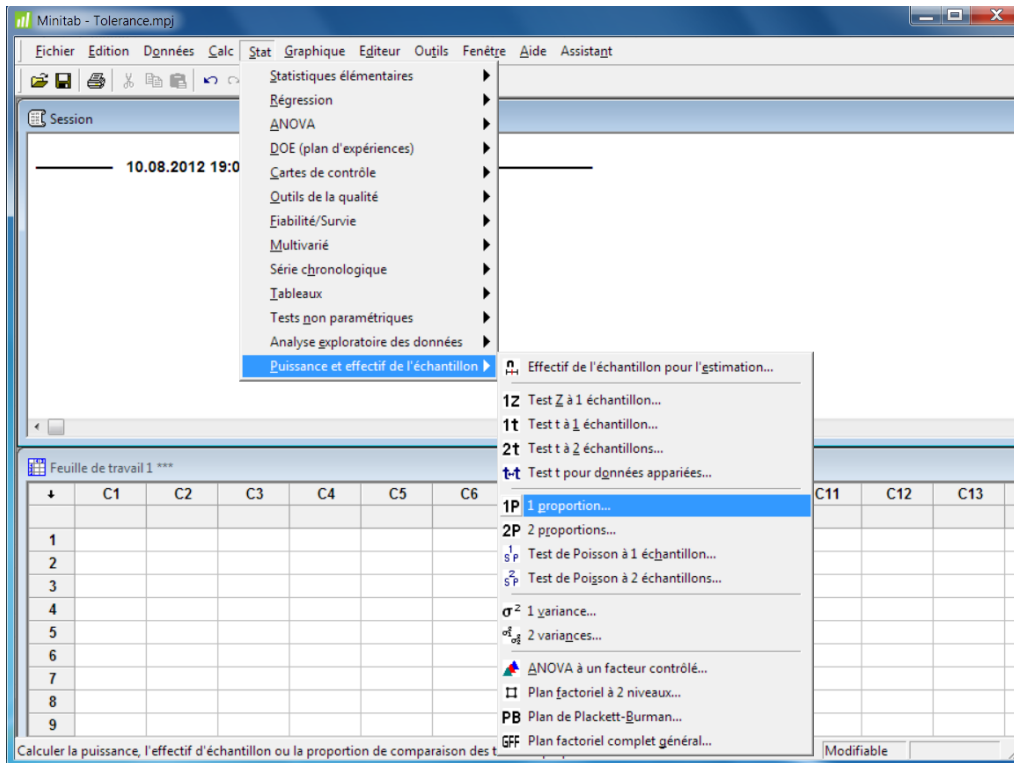 Minitab - Tolerance.mpj
Fichier Edition Données Calc Stat Graphique Editeur Outils Fenêtre Aide Assistant
Session
10.08.2012 19:0
Statistiques élémentaires
Régression
ANOVA
DOE (plan d'expériences)
Cartes de contrôle
Outils de la qualité
Fiabilité/Survie
Multivarié
Série chronologique
Tableaux
Tests non paramétriques
Analyse exploratoire des données
Puissance et effectif de l'échantillon
Effectif de l'échantillon pour l'estimation...
1Z Test Z à 1 échantillon...
1t Test t à 1 échantillon...
2t Test t à 2 échantillons...
t-t Test t pour données appariées...
1P 1 proportion...
2P 2 proportions...
Test de Poisson à 1 échantillon...
Test de Poisson à 2 échantillons...
σ² 1 variance...
2 variances...
ANOVA à un facteur contrôlé...
Plan factoriel à 2 niveaux...
PB Plan de Plackett-Burman...
GFF Plan factoriel complet général...
Feuille de travail 1 ***
C1 C2 C3 C4 C5 C6 C11 C12 C13
1
2
3
4
5
6
7
8
9
Calculer la puissance, l'effectif d'échantillon ou la proportion de comparaison des t
Modifiable